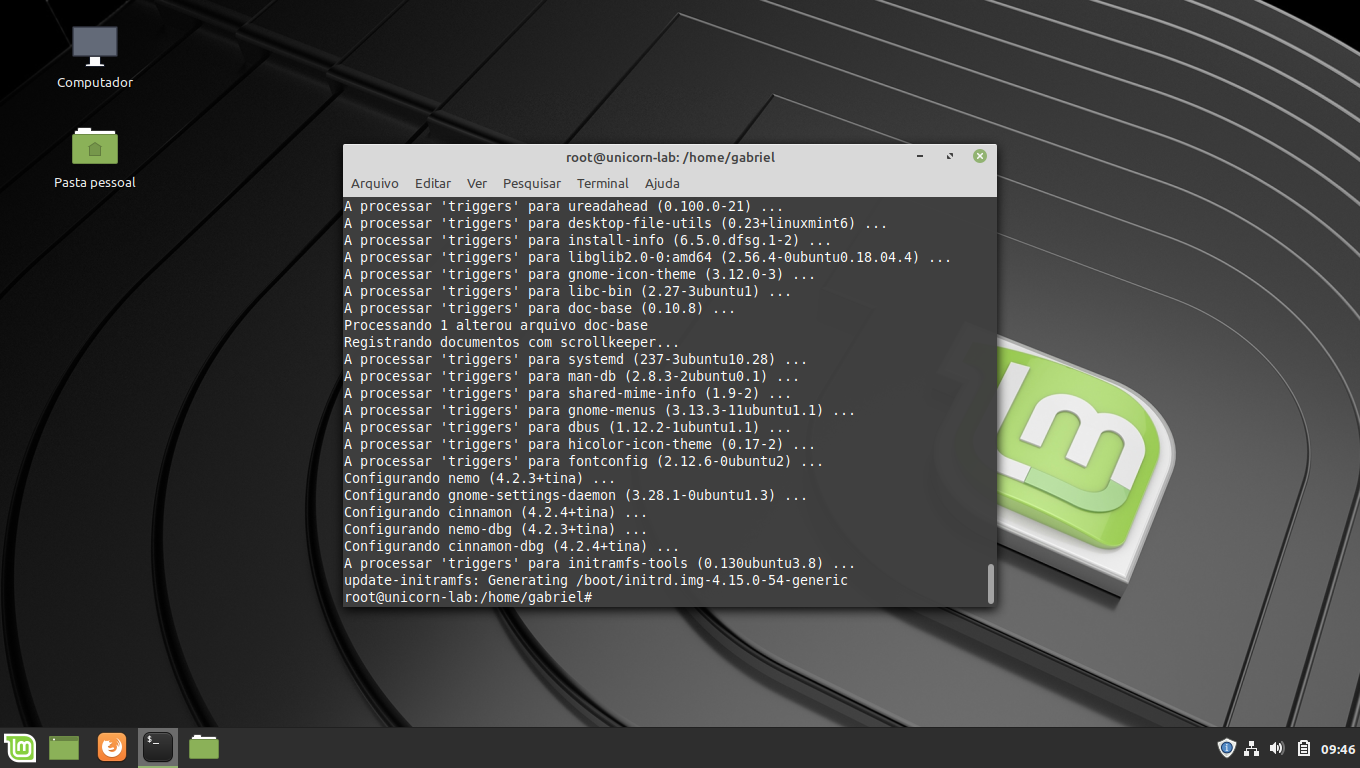 Computador
Pasta pessoal
root@unicorn-lab: /home/gabriel
Arquivo Editar Ver Pesquisar Terminal Ajuda
A processar 'triggers' para ureadahead (0.100.0-21) ...
A processar 'triggers' para desktop-file-utils (0.23+linuxmint6) ...
A processar 'triggers' para install-info (6.5.0.dfsg.1-2) ...
A processar 'triggers' para libglib2.0-0:amd64 (2.56.4-0ubuntu0.18.04.4) ...
A processar 'triggers' para gnome-icon-theme (3.12.0-3) ...
A processar 'triggers' para libc-bin (2.27-3ubuntu1) ...
A processar 'triggers' para doc-base (0.10.8) ...
Processando 1 alterou arquivo doc-base
Registrando documentos com scrollkeeper...
A processar 'triggers' para systemd (237-3ubuntu10.28) ...
A processar 'triggers' para man-db (2.8.3-2ubuntu0.1) ...
A processar 'triggers' para shared-mime-info (1.9-2) ...
A processar 'triggers' para gnome-menus (3.13.3-11ubuntu1.1) ...
A processar 'triggers' para dbus (1.12.2-1ubuntu1.1) ...
A processar 'triggers' para hicolor-icon-theme (0.17-2) ...
A processar 'triggers' para fontconfig (2.12.6-0ubuntu2) ...
Configurando nemo (4.2.3+tina) ...
Configurando gnome-settings-daemon (3.28.1-0ubuntu1.3) ...
Configurando cinnamon (4.2.4+tina) ...
Configurando nemo-dbg (4.2.3+tina) ...
Configurando cinnamon-dbg (4.2.4+tina) ...
A processar 'triggers' para initramfs-tools (0.130ubuntu3.8) ...
update-initramfs: Generating /boot/initrd.img-4.15.0-54-generic
root@unicorn-lab:/home/gabriel#
09:46